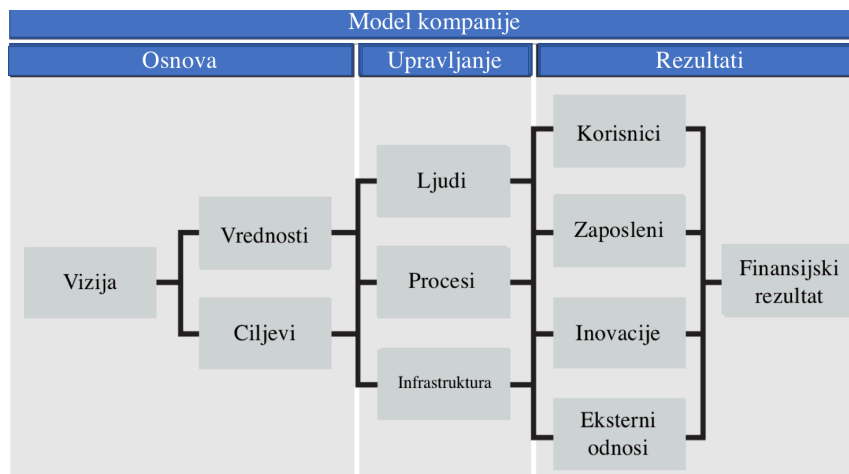 Model kompanije
Osnova
Upravljanje
Rezultati
Vizija
Vrednosti
Ciljevi
Ljudi
Procesi
Infrastruktura
Korisnici
Zaposleni
Inovacije
Eksterni
odnosi
Finansijski
rezultat